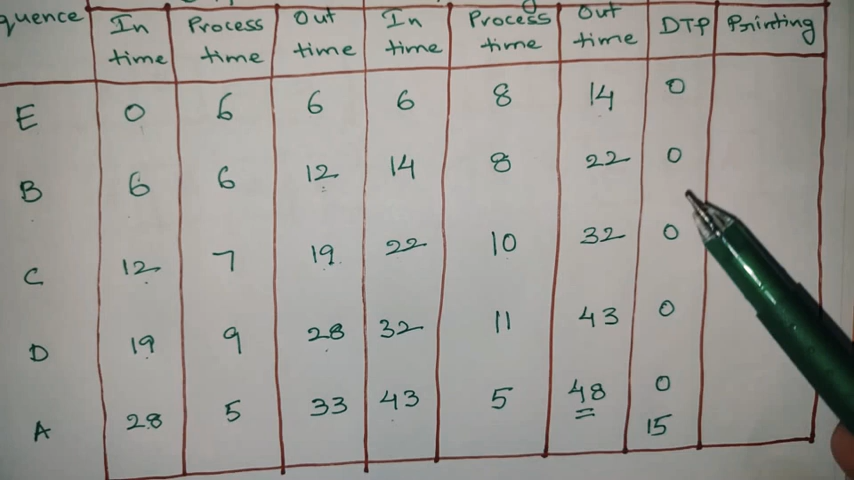 quence In time Process time Out time In time Process time Out time DTP Printing
E 0 6 6 6 8 14 0
B 6 6 12 14 8 22 0
C 12 7 19 22 10 32 0
D 19 9 28 32 11 43 0
A 28 5 33 43 5 48 0
15